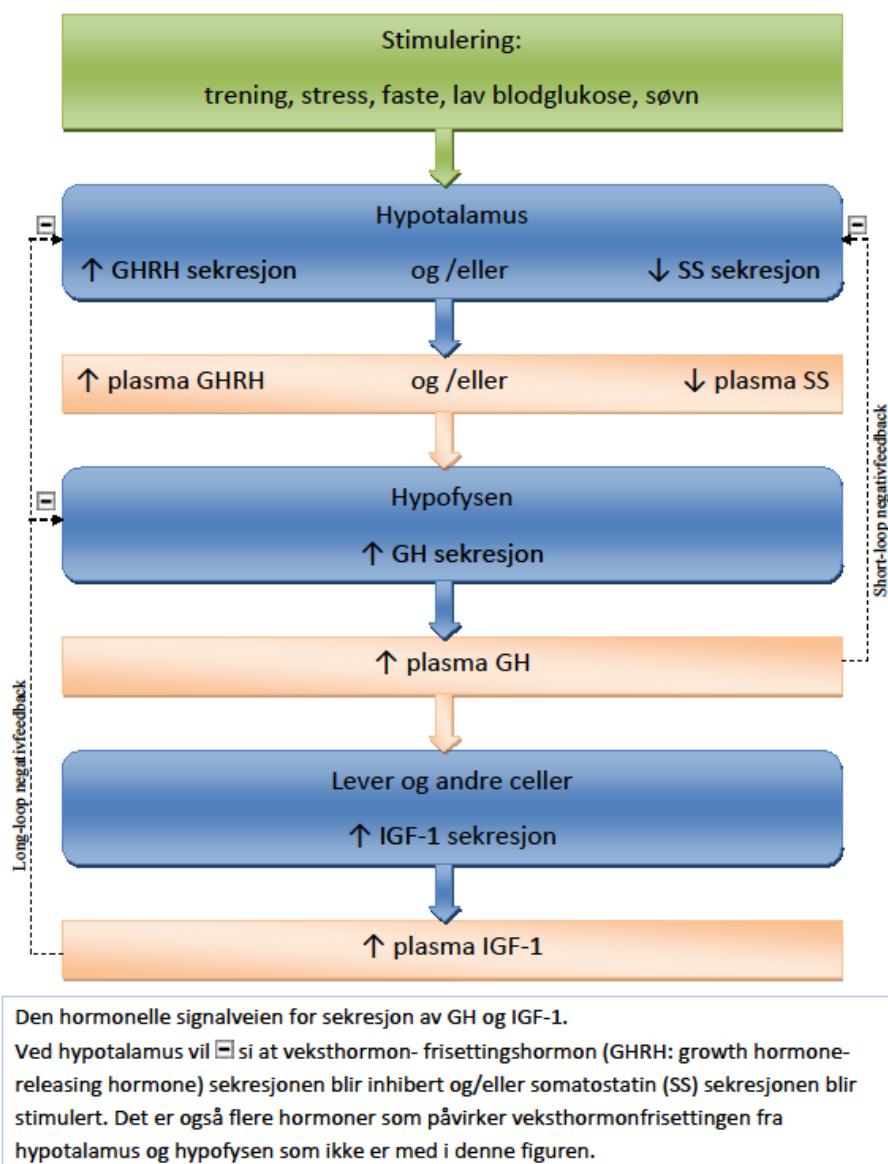 Stimulering:
trening, stress, faste, lav blodglukose, søvn
−
−
Hypotalamus
↑ GHRH sekresjon og /eller ↓ SS sekresjon
↑ plasma GHRH og /eller ↓ plasma SS
−
Hypofysen
↑ GH sekresjon
Short-loop negativfeedback
↑ plasma GH
Long-loop negativfeedback
Lever og andre celler
↑ IGF-1 sekresjon
↑ plasma IGF-1
Den hormonelle signalveien for sekresjon av GH og IGF-1.
Ved hypotalamus vil − si at veksthormon- frisettingshormon (GHRH: growth hormone-
releasing hormone) sekresjonen blir inhibert og/eller somatostatin (SS) sekresjonen blir
stimulert. Det er også flere hormoner som påvirker veksthormonfrisettingen fra
hypotalamus og hypofysen som ikke er med i denne figuren.